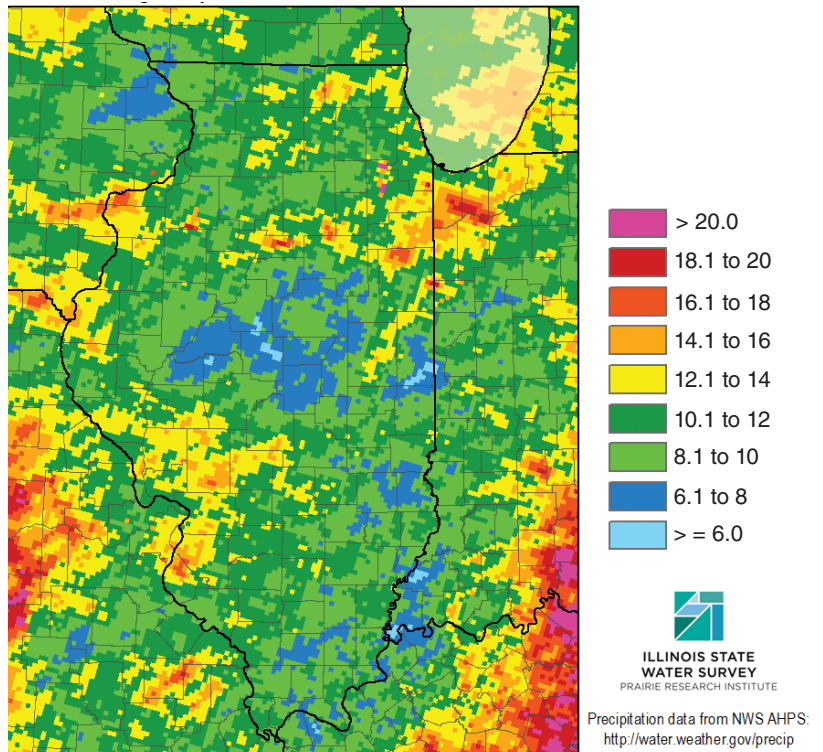 > 20.0
18.1 to 20
16.1 to 18
14.1 to 16
12.1 to 14
10.1 to 12
8.1 to 10
6.1 to 8
> = 6.0
ILLINOIS STATE
WATER SURVEY
PRAIRIE RESEARCH INSTITUTE
Precipitation data from NWS AHPS:
http://water.weather.gov/precip